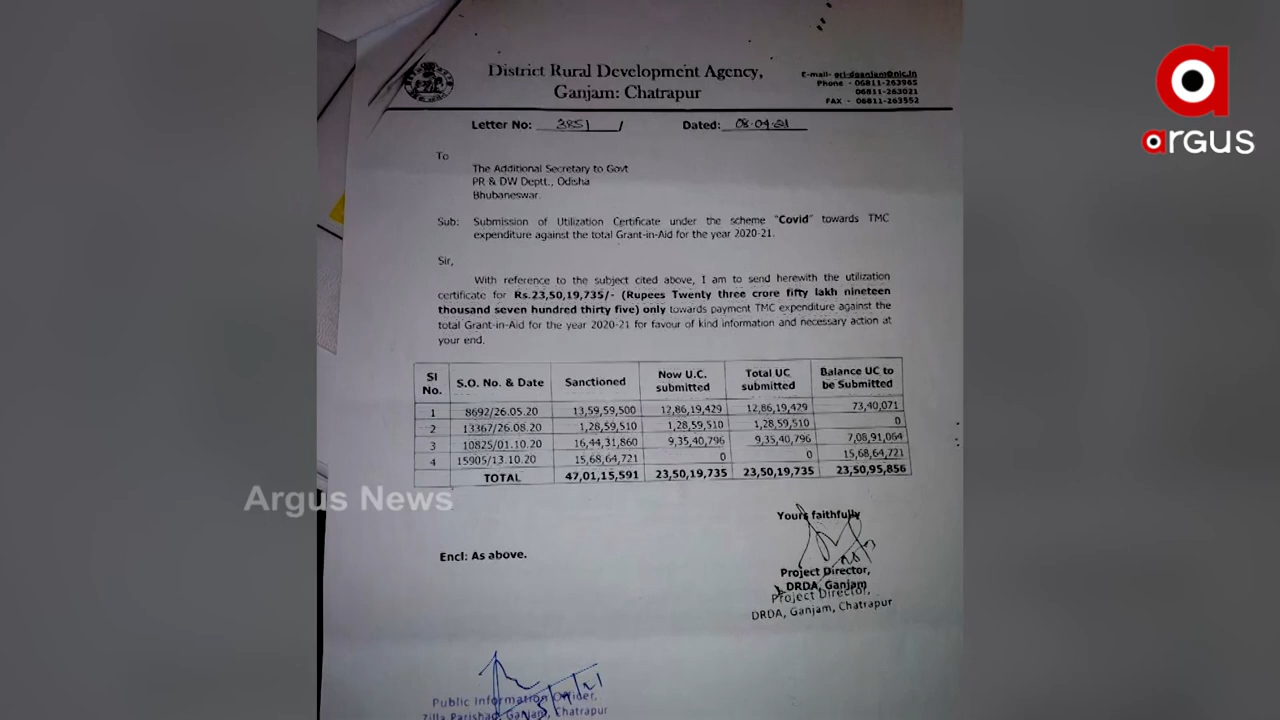 District Rural Development Agency,
Ganjam: Chatrapur
E-mail- ori-dganjam@nic.in
Phone - 06811-263965
06811-263021
FAX - 06811-263552
argus
Letter No: 3851 /
Dated: 08-04-21
To
The Additional Secretary to Govt
PR & DW Deptt., Odisha
Bhubaneswar.
Sub: Submission of Utilization Certificate under the scheme "Covid" towards TMC
expenditure against the total Grant-in-Aid for the year 2020-21.
Sir,
With reference to the subject cited above, I am to send herewith the utilization
certificate for Rs.23,50,19,735/- (Rupees Twenty three crore fifty lakh nineteen
thousand seven hundred thirty five) only towards payment TMC expenditure against the
total Grant-in-Aid for the year 2020-21 for favour of kind information and necessary action at
your end.
Sl No. S.O. No. & Date Sanctioned Now U.C. submitted Total UC submitted Balance UC to be Submitted
1 8692/26.05.20 13,59,59,500 12,86,19,429 12,86,19,429 73,40,071
2 13367/26.08.20 1,28,59,510 1,28,59,510 1,28,59,510 0
3 10825/01.10.20 16,44,31,860 9,35,40,796 9,35,40,796 7,08,91,064
4 15905/13.10.20 15,68,64,721 0 0 15,68,64,721
TOTAL 47,01,15,591 23,50,19,735 23,50,19,735 23,50,95,856
Argus News
Yours faithfully
Encl: As above.
Project Director,
DRDA, Ganjam
Project Director,
DRDA, Ganjam, Chatrapur
Public Information Officer,
Zilla Parishad, Ganjam, Chatrapur